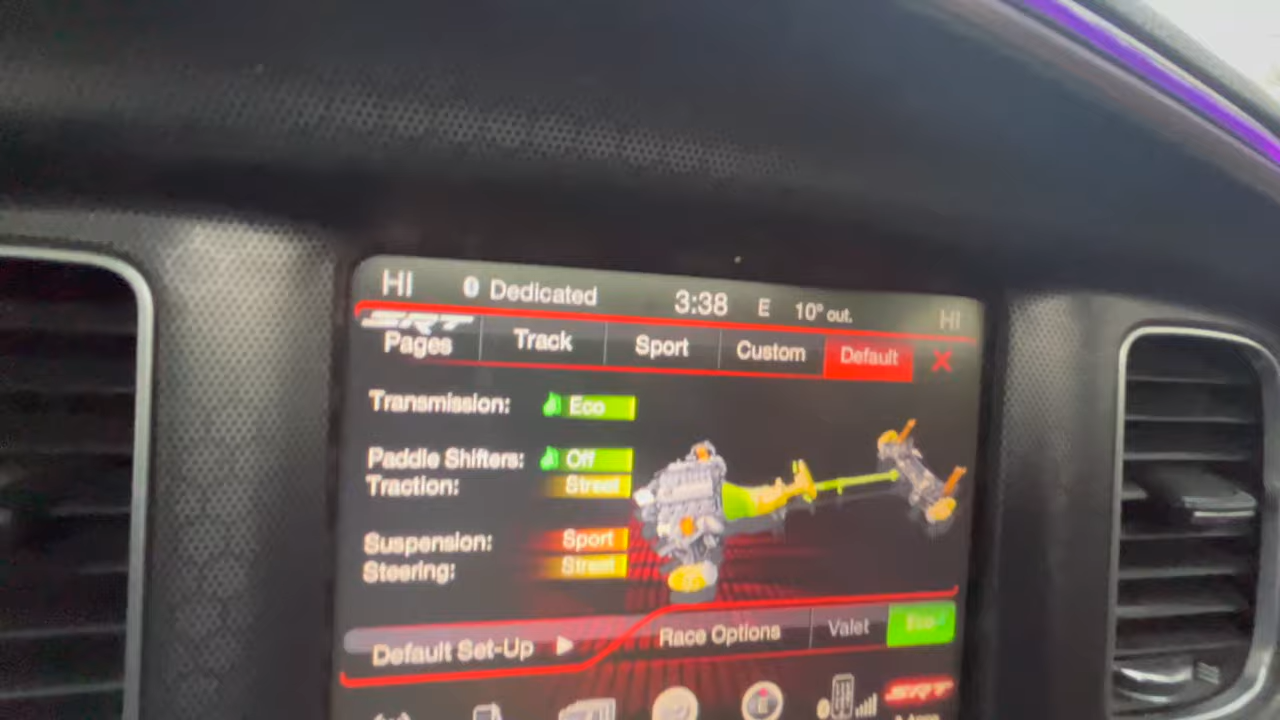 HI Dedicated 3:38 E 10° out. HI
SRT
Pages Track Sport Custom Default X
Transmission: Eco
Paddle Shifters: Off
Traction: Street
Suspension: Sport
Steering: Street
Default Set-Up Race Options Valet Eco
SRT